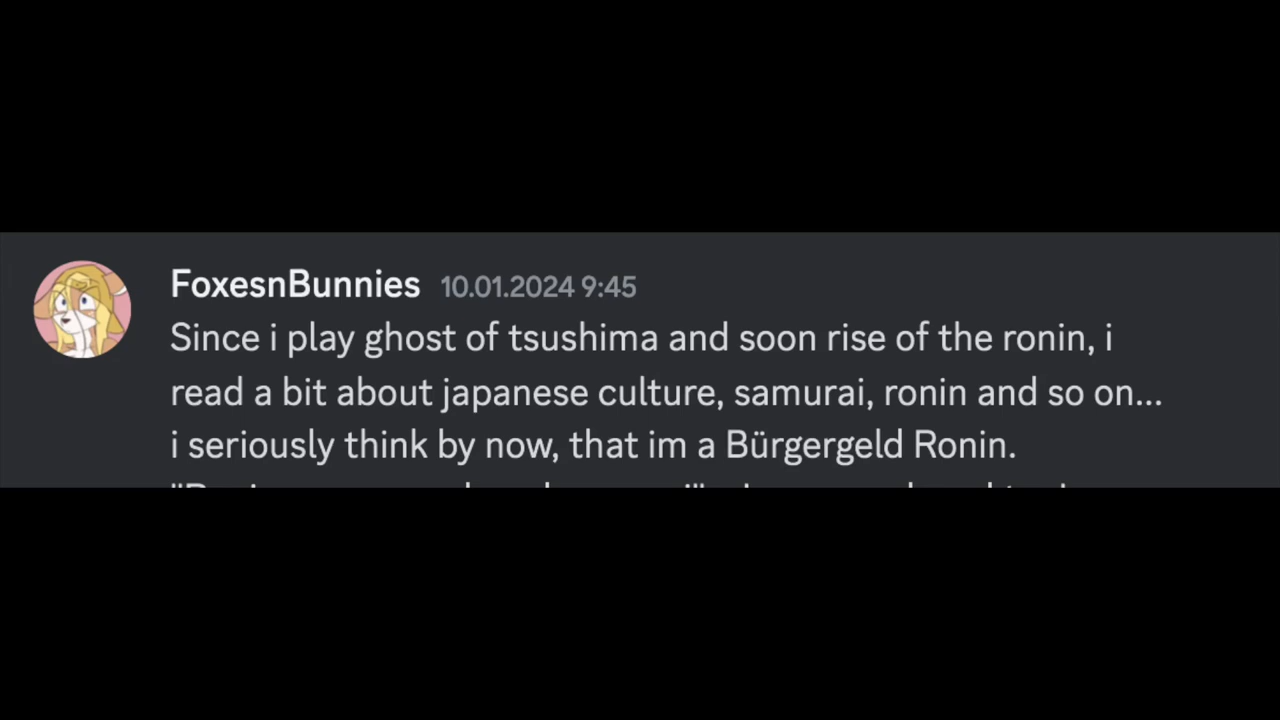 FoxesnBunnies 10.01.2024 9:45
Since i play ghost of tsushima and soon rise of the ronin, i
read a bit about japanese culture, samurai, ronin and so on...
i seriously think by now, that im a Bürgergeld Ronin.